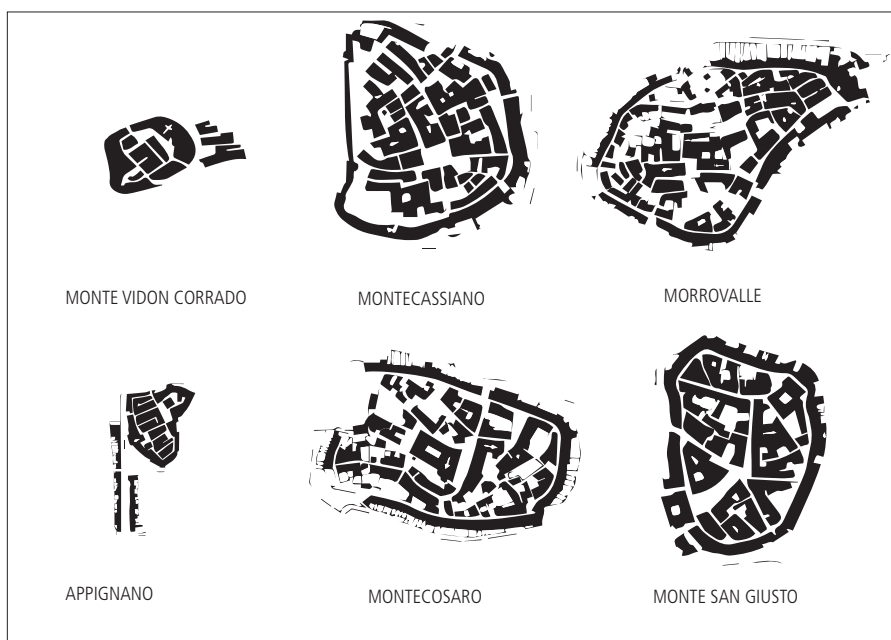 MONTE VIDON CORRADO
MONTECASSIANO
MORROVALLE
APPIGNANO
MONTECOSARO
MONTE SAN GIUSTO